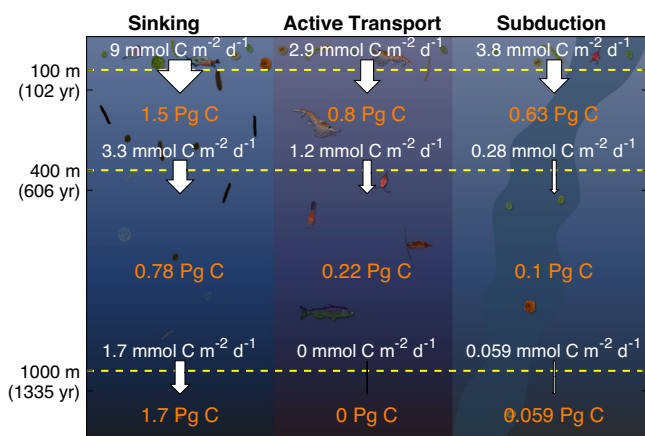 Sinking Active Transport Subduction
9 mmol C m⁻² d⁻¹ 2.9 mmol C m⁻² d⁻¹ 3.8 mmol C m⁻² d⁻¹
100 m
(102 yr)
1.5 Pg C 0.8 Pg C 0.63 Pg C
3.3 mmol C m⁻² d⁻¹ 1.2 mmol C m⁻² d⁻¹ 0.28 mmol C m⁻² d⁻¹
400 m
(606 yr)
0.78 Pg C 0.22 Pg C 0.1 Pg C
1.7 mmol C m⁻² d⁻¹ 0 mmol C m⁻² d⁻¹ 0.059 mmol C m⁻² d⁻¹
1000 m
(1335 yr)
1.7 Pg C 0 Pg C 0.059 Pg C